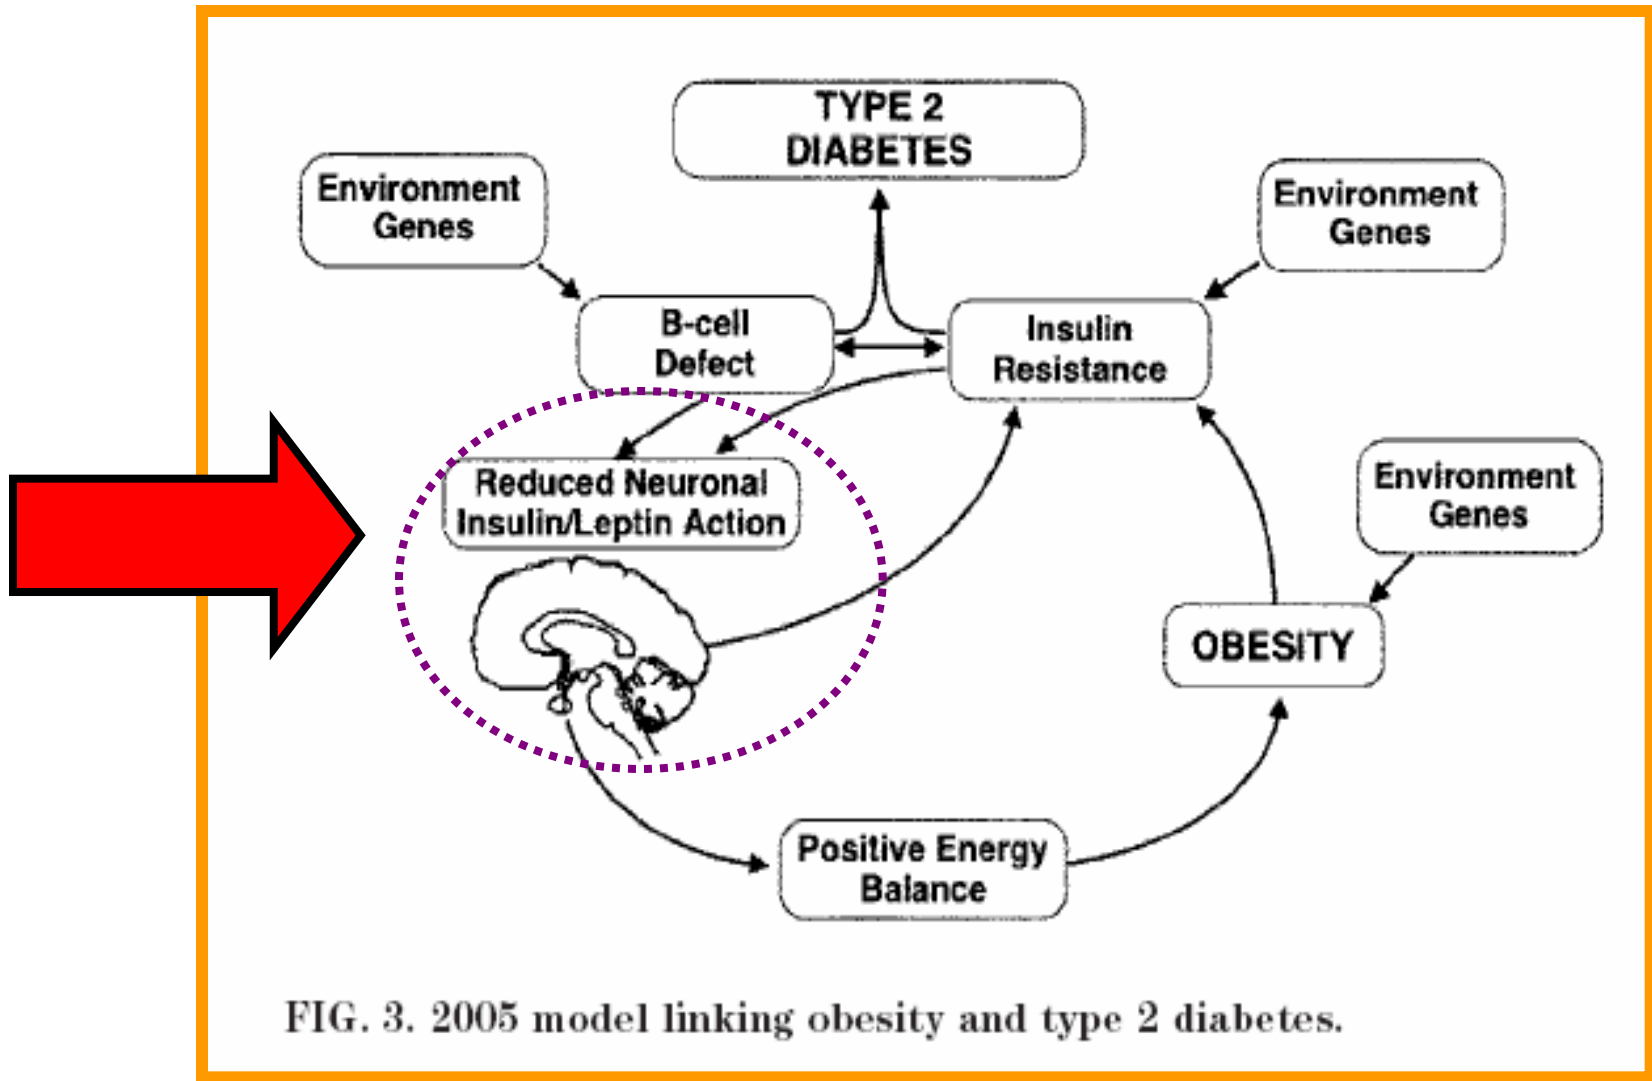 TYPE 2
DIABETES
Environment
Genes
Environment
Genes
B-cell
Defect
Insulin
Resistance
Reduced Neuronal
Insulin/Leptin Action
Environment
Genes
OBESITY
Positive Energy
Balance
FIG. 3. 2005 model linking obesity and type 2 diabetes.